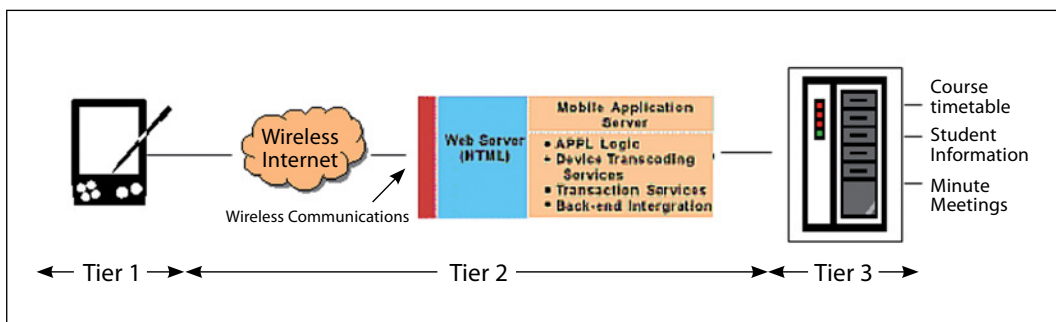 Wireless
Internet
Wireless Communications
Web Server
(HTML)
Mobile Application
Server
• APPL Logic
• Device Transcoding
Services
• Transaction Services
• Back-end Intergration
Course
timetable
Student
Information
Minute
Meetings
Tier 1
Tier 2
Tier 3